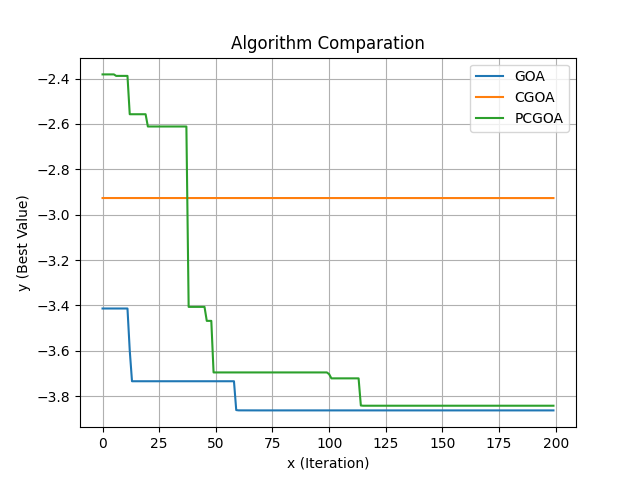 Algorithm Comparation
GOA
CGOA
PCGOA
y (Best Value)
−2.4
−2.6
−2.8
−3.0
−3.2
−3.4
−3.6
−3.8
0 25 50 75 100 125 150 175 200
x (Iteration)